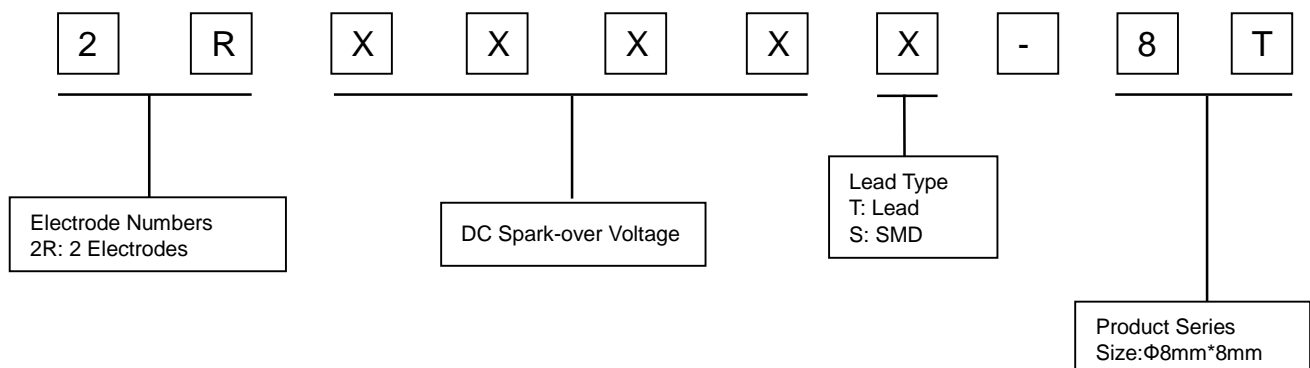 2 R X X X X X - 8 T
Electrode Numbers
2R: 2 Electrodes
DC Spark-over Voltage
Lead Type
T: Lead
S: SMD
Product Series
Size:Φ8mm*8mm